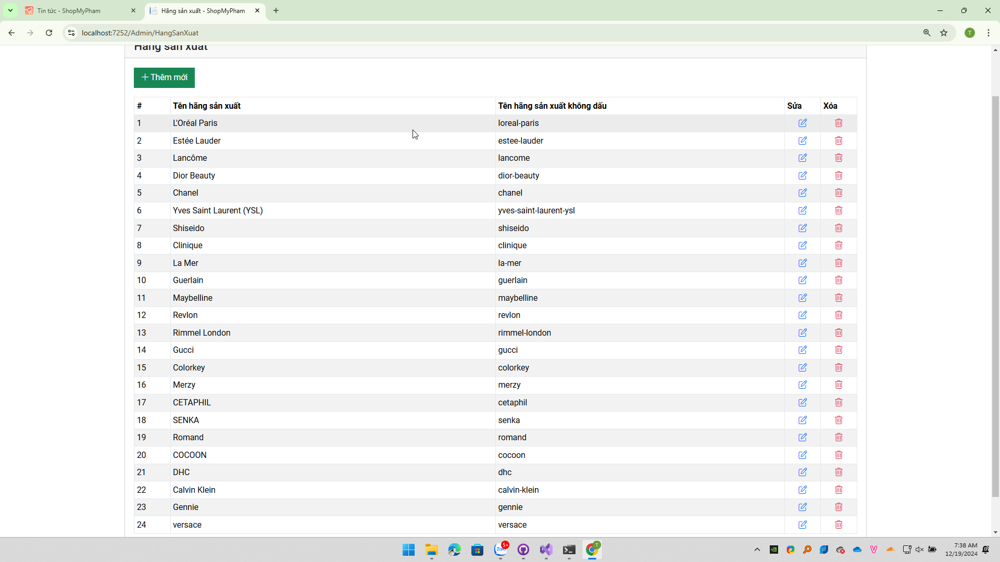 Tin tức - ShopMyPham
Hãng sản xuất - ShopMyPham
localhost:7252/Admin/HangSanXuat
T
Hãng sản xuất
+ Thêm mới
# Tên hãng sản xuất Tên hãng sản xuất không dấu Sửa Xóa
1 L'Oréal Paris loreal-paris
2 Estée Lauder estee-lauder
3 Lancôme lancome
4 Dior Beauty dior-beauty
5 Chanel chanel
6 Yves Saint Laurent (YSL) yves-saint-laurent-ysl
7 Shiseido shiseido
8 Clinique clinique
9 La Mer la-mer
10 Guerlain guerlain
11 Maybelline maybelline
12 Revlon revlon
13 Rimmel London rimmel-london
14 Gucci gucci
15 Colorkey colorkey
16 Merzy merzy
17 CETAPHIL cetaphil
18 SENKA senka
19 Romand romand
20 COCOON cocoon
21 DHC dhc
22 Calvin Klein calvin-klein
23 Gennie gennie
24 versace versace
Zalo 5+
T
V
7:38 AM
12/19/2024